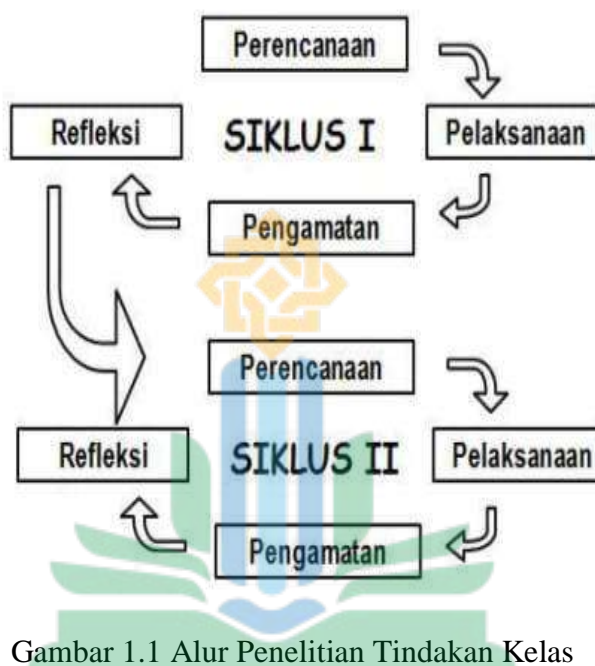 Perencanaan
Refleksi SIKLUS I Pelaksanaan
Pengamatan
Perencanaan
Refleksi SIKLUS II Pelaksanaan
Pengamatan
Gambar 1.1 Alur Penelitian Tindakan Kelas